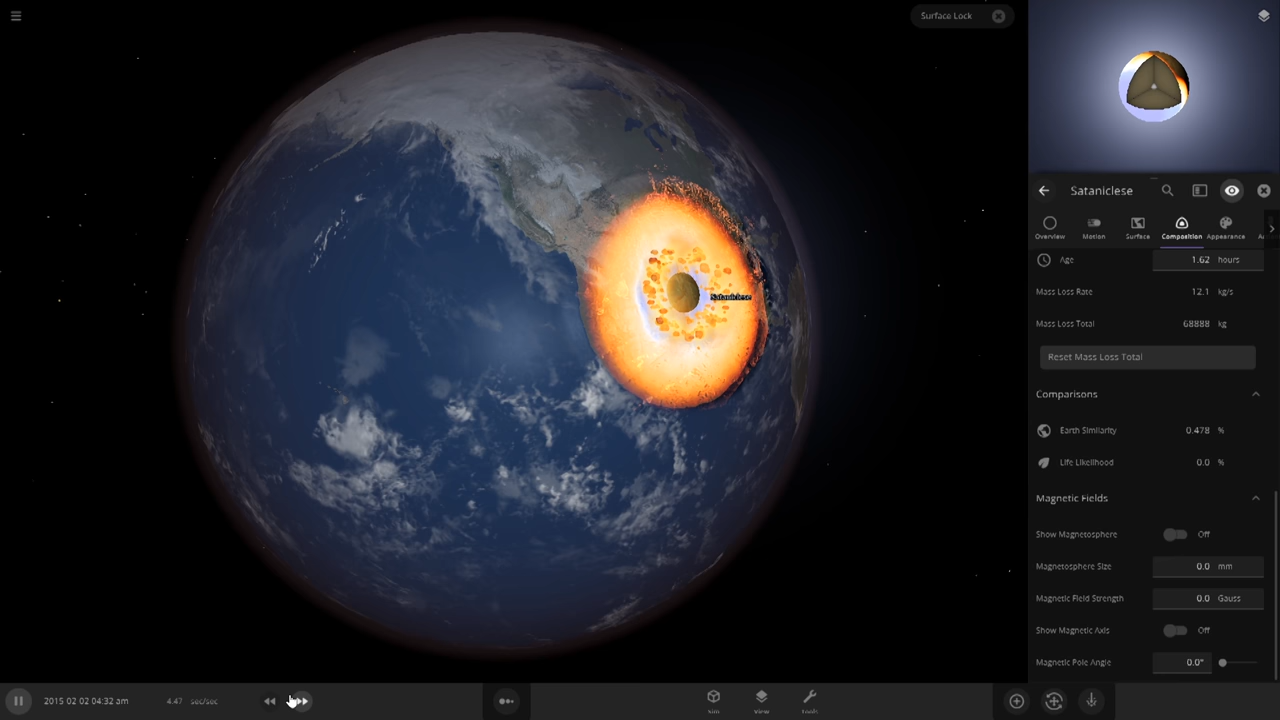 Surface Lock
Sataniclese
Overview Motion Surface Composition Appearance
Age 1.62 hours
Mass Loss Rate 12.1 kg/s
Mass Loss Total 68888 kg
Reset Mass Loss Total
Comparisons
Earth Similarity 0.478 %
Life Likelihood 0.0 %
Magnetic Fields
Show Magnetosphere Off
Magnetosphere Size 0.0 mm
Magnetic Field Strength 0.0 Gauss
Show Magnetic Axis Off
Magnetic Pole Angle 0.0°
Sataniclese
2015 02 02 04:32 am 4.47 sec/sec
Sim View Tools